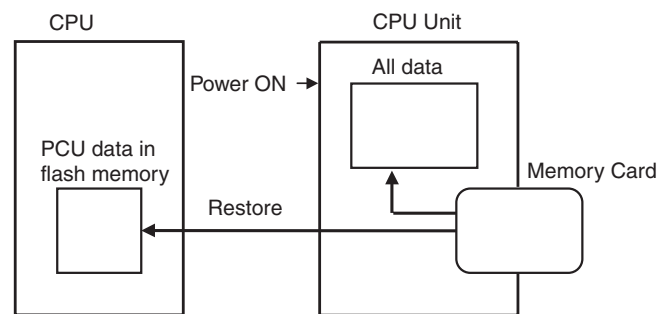 CPU
CPU Unit
Power ON
All data
PCU data in
flash memory
Memory Card
Restore